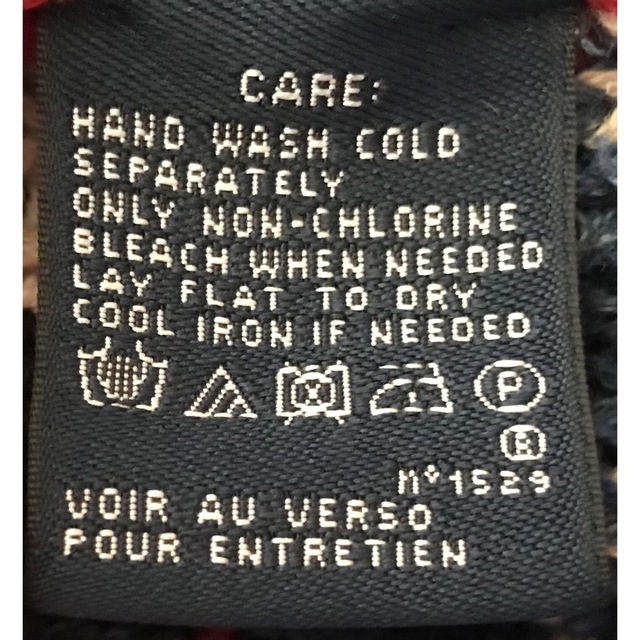 CARE:
HAND WASH COLD
SEPARATELY
ONLY NON-CHLORINE
BLEACH WHEN NEEDED
LAY FLAT TO DRY
COOL IRON IF NEEDED
P
R
Mº1529
VOIR AU VERSO
POUR ENTRETIEN